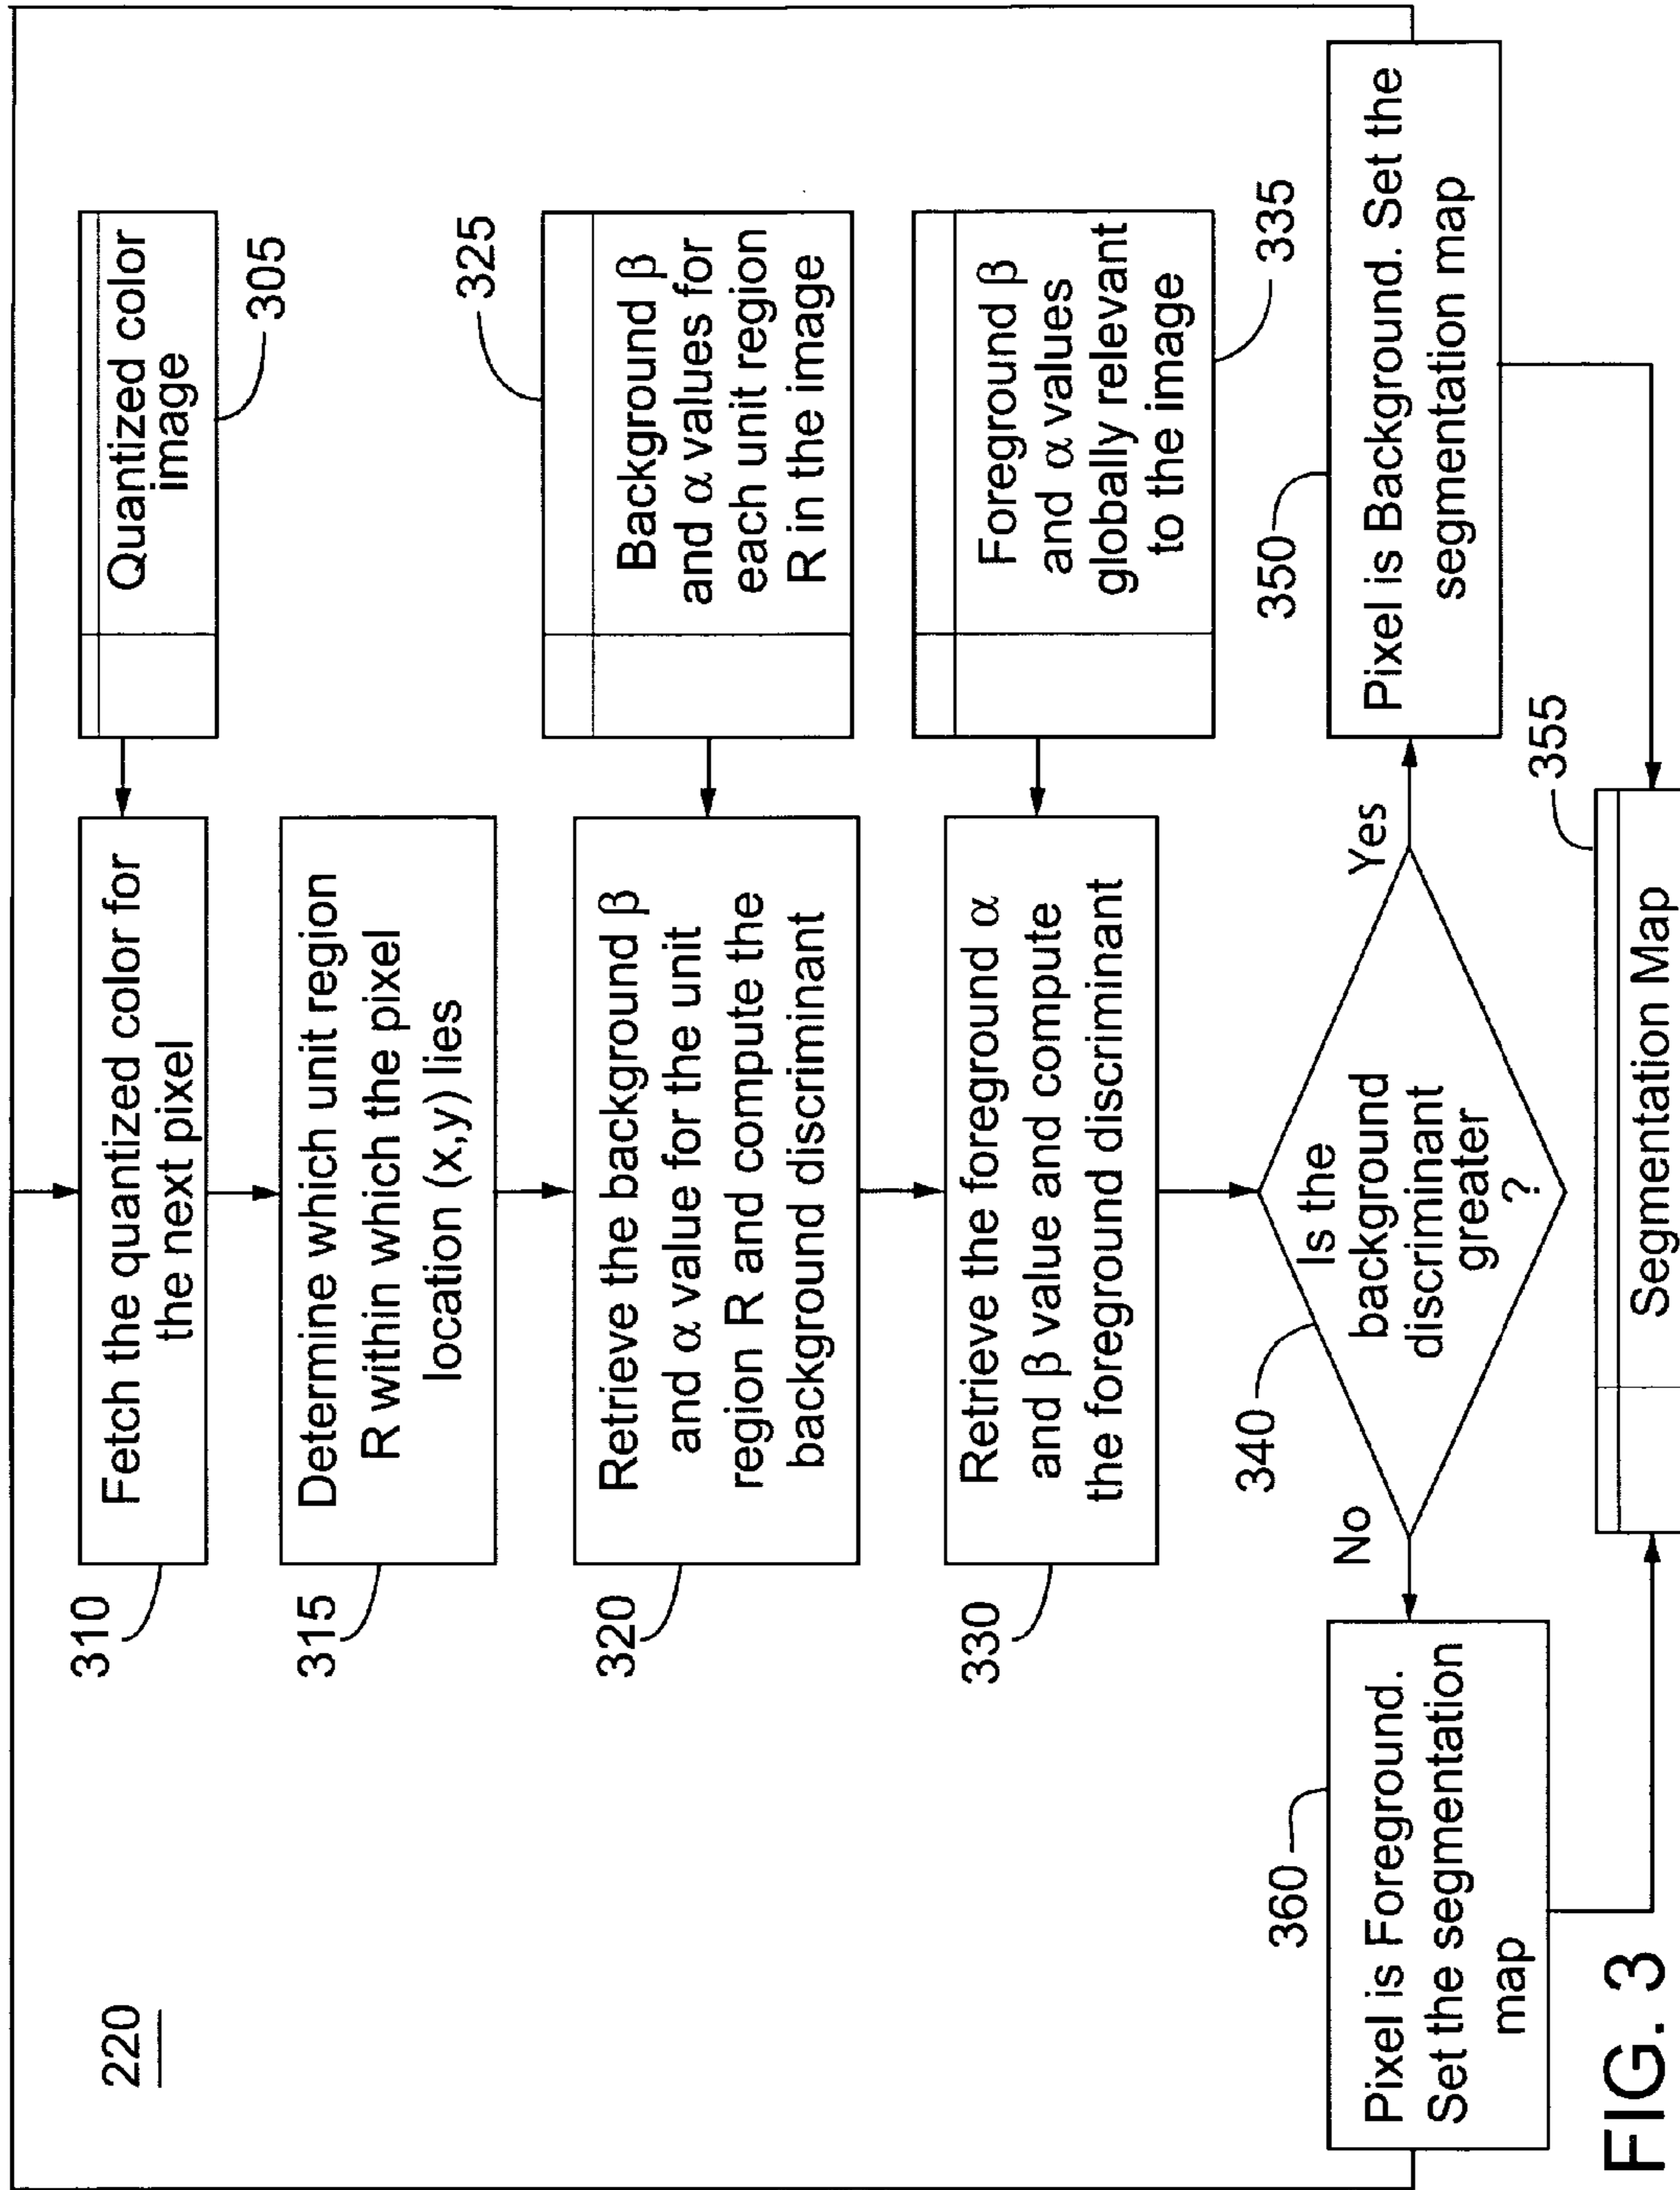 220
310
Fetch the quantized color for
the next pixel
Quantized color
image
305
315
Determine which unit region
R within which the pixel
location (x,y) lies
320
Retrieve the background β
and α value for the unit
region R and compute the
background discriminant
325
Background β
and α values for
each unit region
R in the image
330
Retrieve the foreground α
and β value and compute
the foreground discriminant
Foreground β
and α values
globally relevant
to the image
335
340
Is the
background
discriminant
greater
?
No
Yes
360
Pixel is Foreground.
Set the segmentation
map
350
Pixel is Background. Set the
segmentation map
355
Segmentation Map
FIG. 3